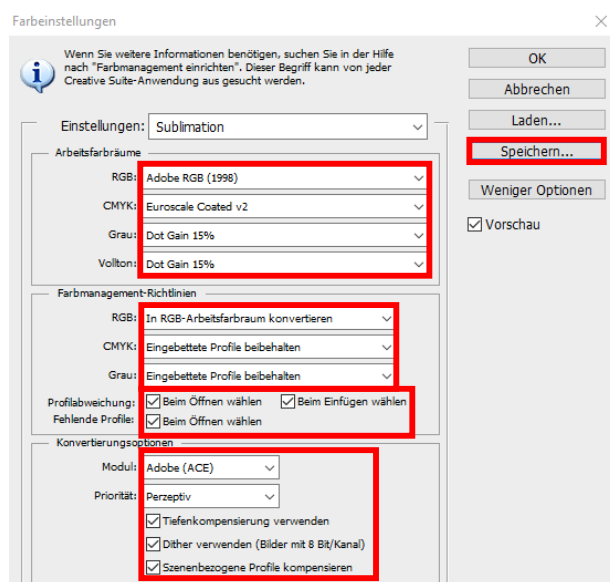 Farbeinstellungen
Wenn Sie weitere Informationen benötigen, suchen Sie in der Hilfe
nach "Farbmanagement einrichten". Dieser Begriff kann von jeder
Creative Suite-Anwendung aus gesucht werden.
OK
Abbrechen
Laden...
Speichern...
Weniger Optionen
Vorschau
Einstellungen: Sublimation
Arbeitsfarbräume
RGB: Adobe RGB (1998)
CMYK: Euroscale Coated v2
Grau: Dot Gain 15%
Vollton: Dot Gain 15%
Farbmanagement-Richtlinien
RGB: In RGB-Arbeitsfarbraum konvertieren
CMYK: Eingebettete Profile beibehalten
Grau: Eingebettete Profile beibehalten
Profilabweichung: Beim Öffnen wählen Beim Einfügen wählen
Fehlende Profile: Beim Öffnen wählen
Konvertierungsoptionen
Modul: Adobe (ACE)
Priorität: Perzeptiv
Tiefenkompensierung verwenden
Dither verwenden (Bilder mit 8 Bit/Kanal)
Szenenbezogene Profile kompensieren